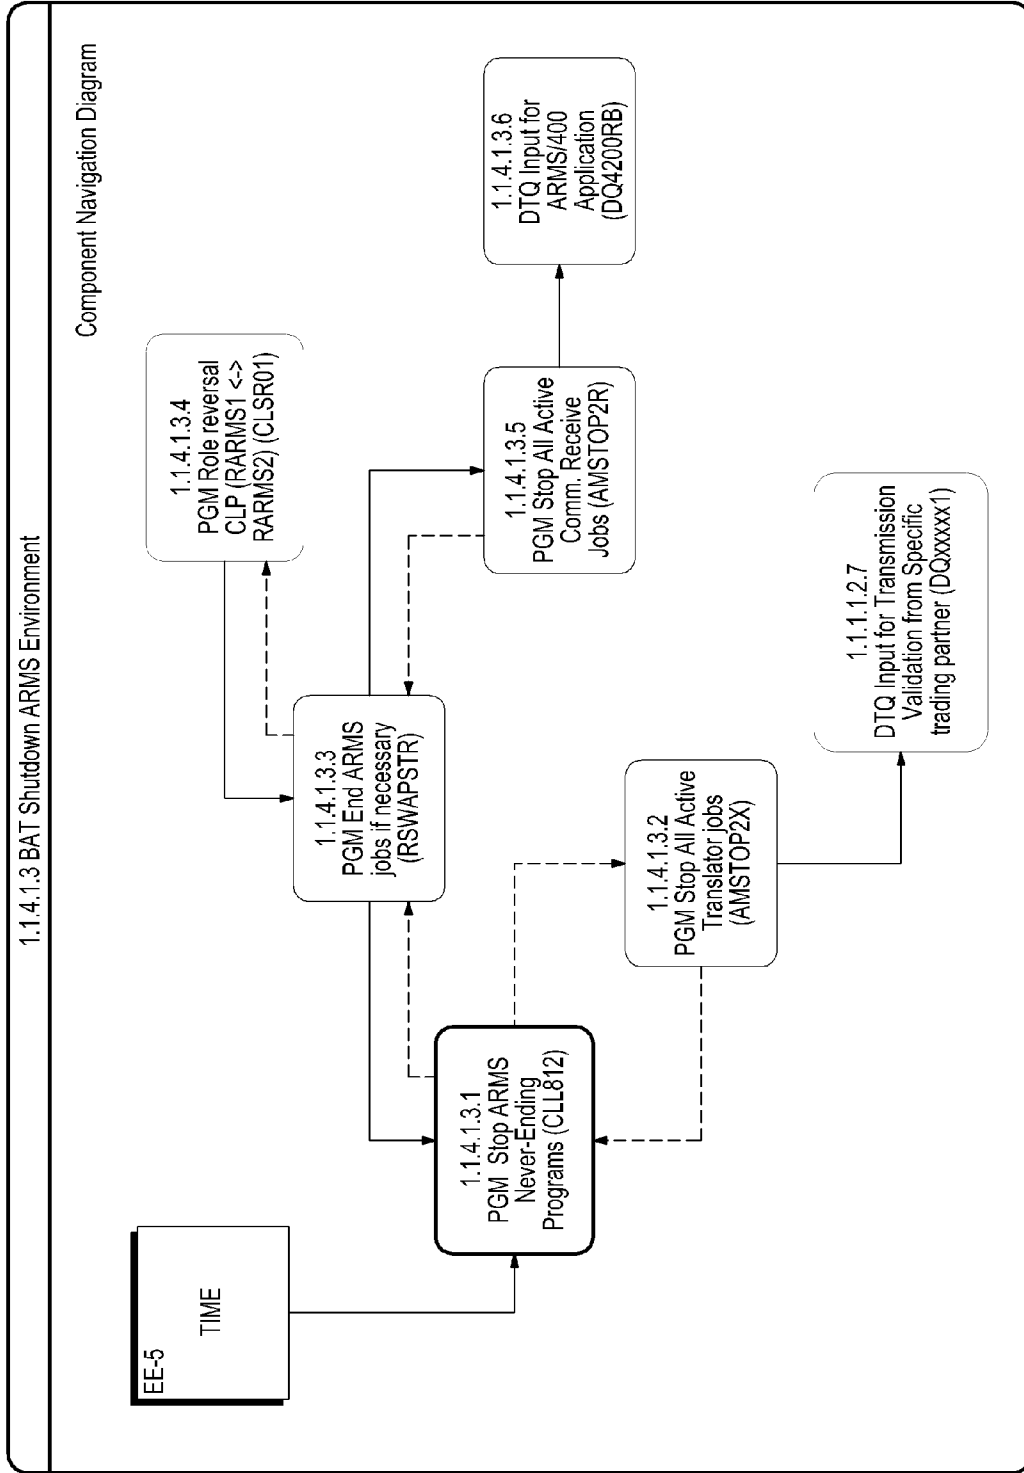 1.1.4.1.3 BAT Shutdown ARMS Environment
Component Navigation Diagram
EE-5
TIME
1.1.4.1.3.4
PGM Role reversal
CLP (RARMS1 <->
RARMS2) (CLSR01)
1.1.4.1.3.3
PGM End ARMS
jobs if necessary
(RSWAPSTR)
1.1.4.1.3.1
PGM Stop ARMS
Never-Ending
Programs (CLL812)
1.1.4.1.3.5
PGM Stop All Active
Comm. Receive
Jobs (AMSTOP2R)
1.1.4.1.3.6
DTQ Input for
ARMS/400
Application
(DQ4200RB)
1.1.4.1.3.2
PGM Stop All Active
Translator jobs
(AMSTOP2X)
1.1.1.1.2.7
DTQ Input for Transmission
Validation from Specific
trading partner (DQxxxxx1)